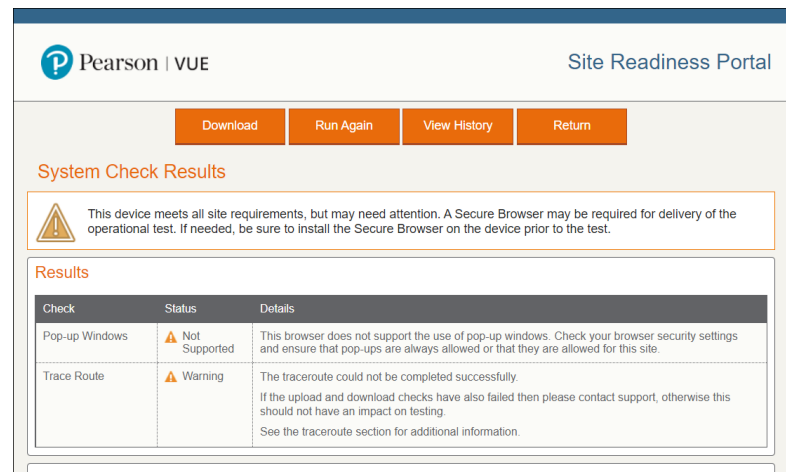 Pearson | VUE
Site Readiness Portal
Download Run Again View History Return
System Check Results
This device meets all site requirements, but may need attention. A Secure Browser may be required for delivery of the
operational test. If needed, be sure to install the Secure Browser on the device prior to the test.
Results
Check Status Details
Pop-up Windows Not Supported This browser does not support the use of pop-up windows. Check your browser security settings
and ensure that pop-ups are always allowed or that they are allowed for this site.
Trace Route Warning The traceroute could not be completed successfully.
If the upload and download checks have also failed then please contact support, otherwise this
should not have an impact on testing.
See the traceroute section for additional information.